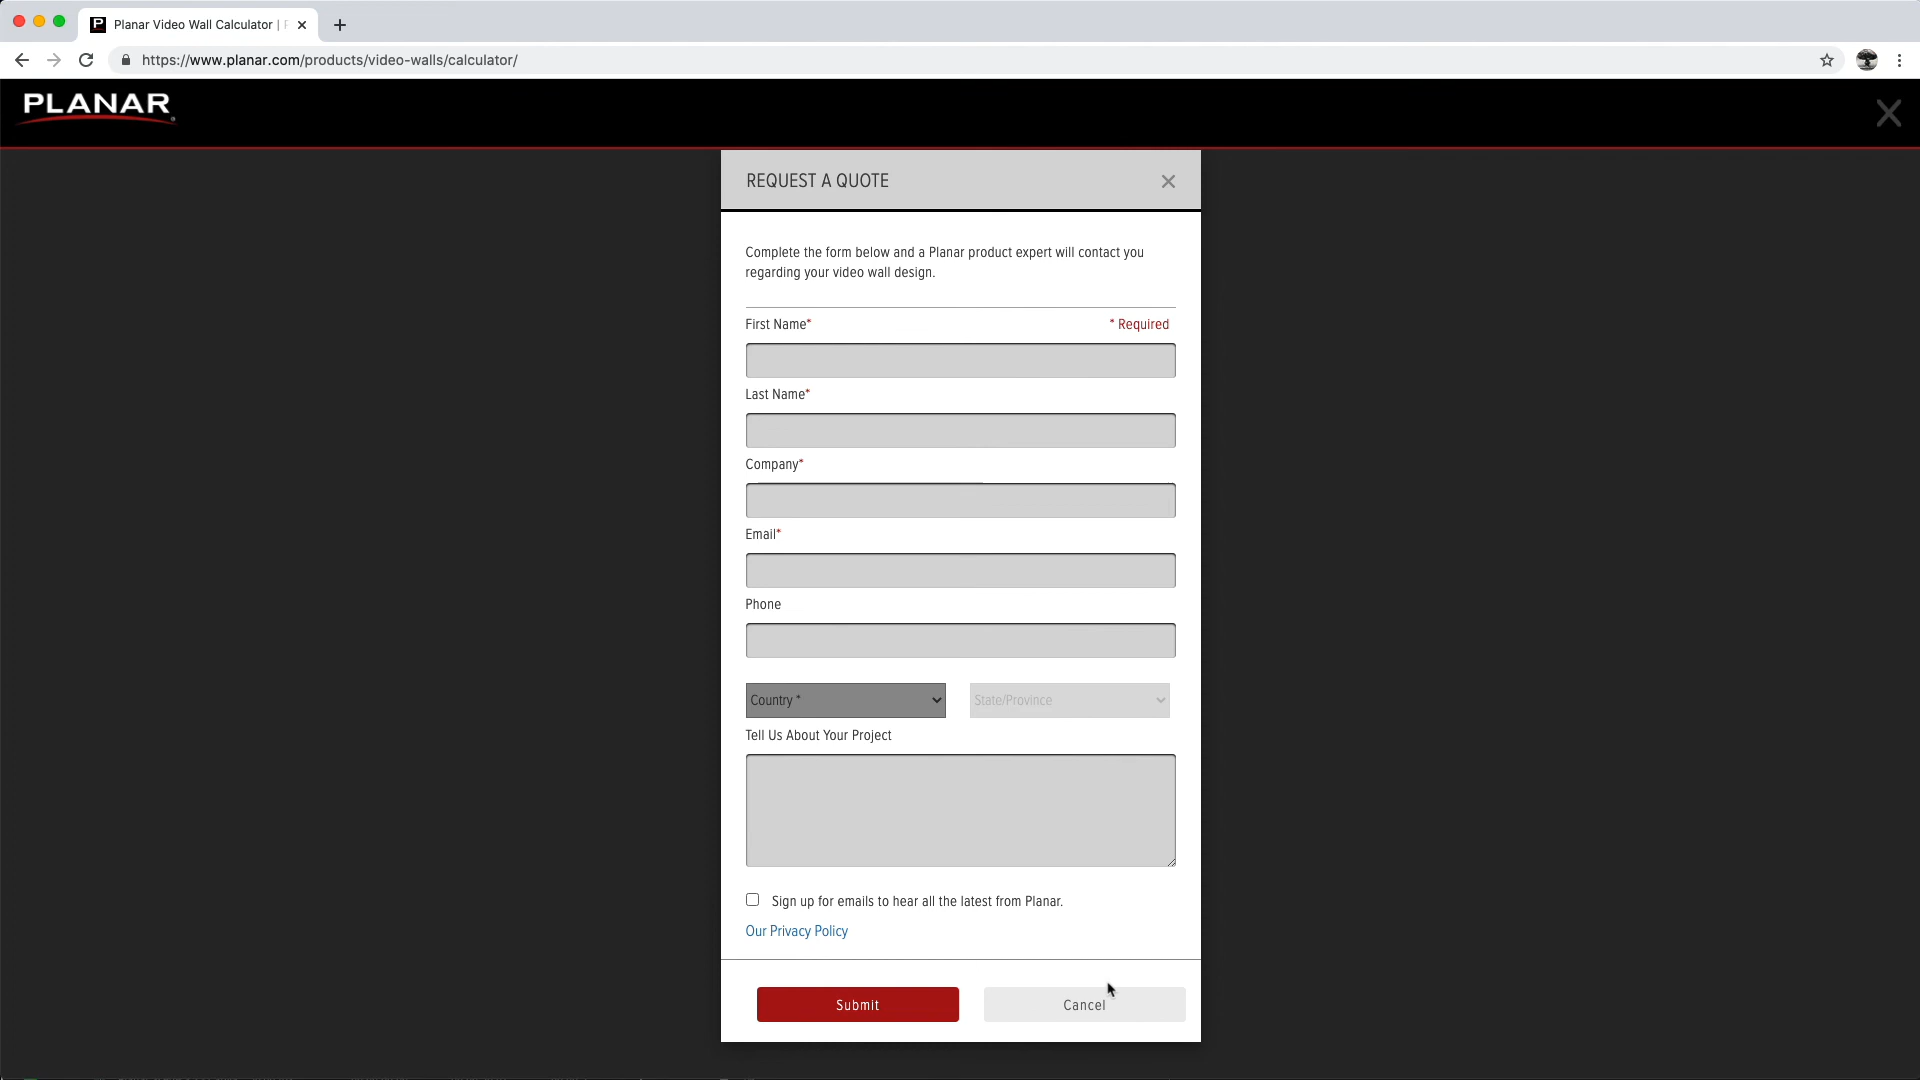 Planar Video Wall Calculator |
https://www.planar.com/products/video-walls/calculator/
PLANAR
REQUEST A QUOTE
Complete the form below and a Planar product expert will contact you
regarding your video wall design.
First Name*
* Required
Last Name*
Company*
Email*
Phone
Country *
State/Province
Tell Us About Your Project
Sign up for emails to hear all the latest from Planar.
Our Privacy Policy
Submit
Cancel